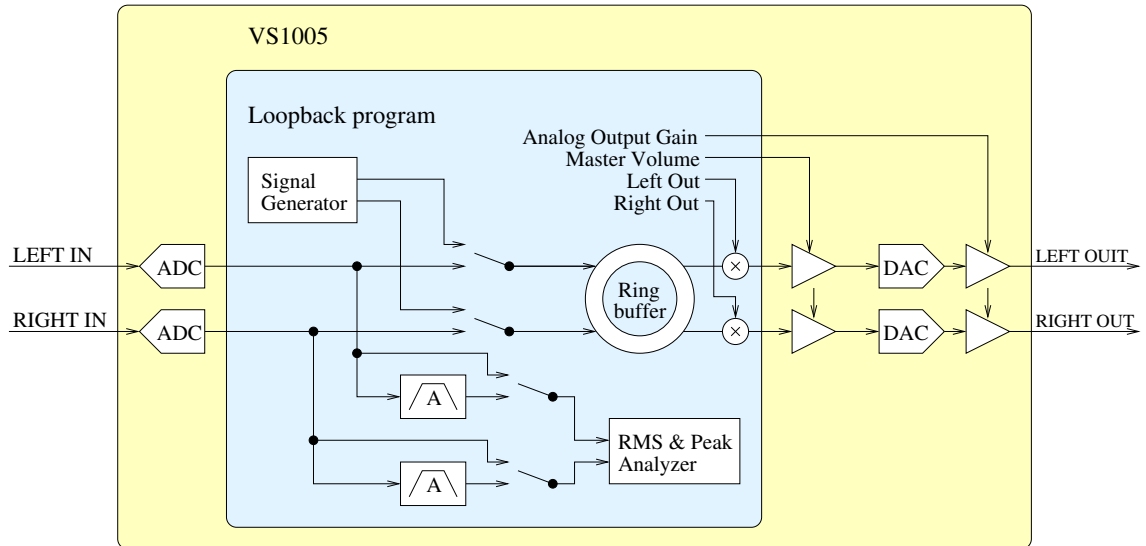 VS1005
Loopback program
Analog Output Gain
Master Volume
Left Out
Right Out
Signal
Generator
LEFT IN
ADC
×
DAC
LEFT OUIT
Ring
buffer
RIGHT IN
ADC
×
DAC
RIGHT OUT
A
RMS & Peak
Analyzer
A